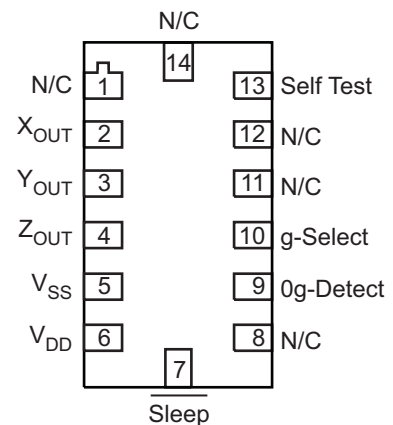 N/C
14
N/C 1 13 Self Test
XOUT 2 12 N/C
YOUT 3 11 N/C
ZOUT 4 10 g-Select
VSS 5 9 0g-Detect
VDD 6 8 N/C
7
Sleep